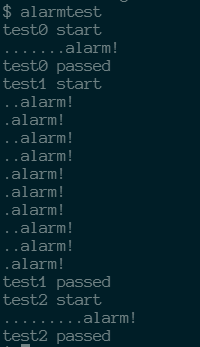 $ alarmtest
test0 start
.......alarm!
test0 passed
test1 start
..alarm!
.alarm!
..alarm!
..alarm!
.alarm!
.alarm!
.alarm!
..alarm!
..alarm!
.alarm!
test1 passed
test2 start
.........alarm!
test2 passed